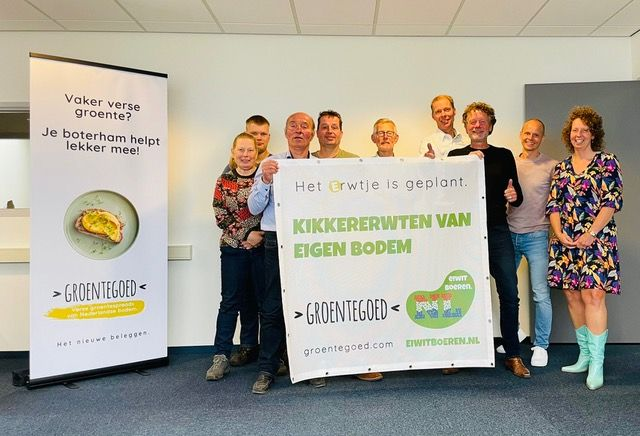 Vaker verse
groente?
Je boterham helpt
lekker mee!
>GROENTEGOED<
Verse groentespreads
van Nederlandse bodem.
Het nieuwe beleggen.
Het Erwtje is geplant.
KIKKERERWTEN VAN
EIGEN BODEM
>GROENTEGOED<
groentegoed.com
eiwit
boeren.
NL
EIWITBOEREN.NL